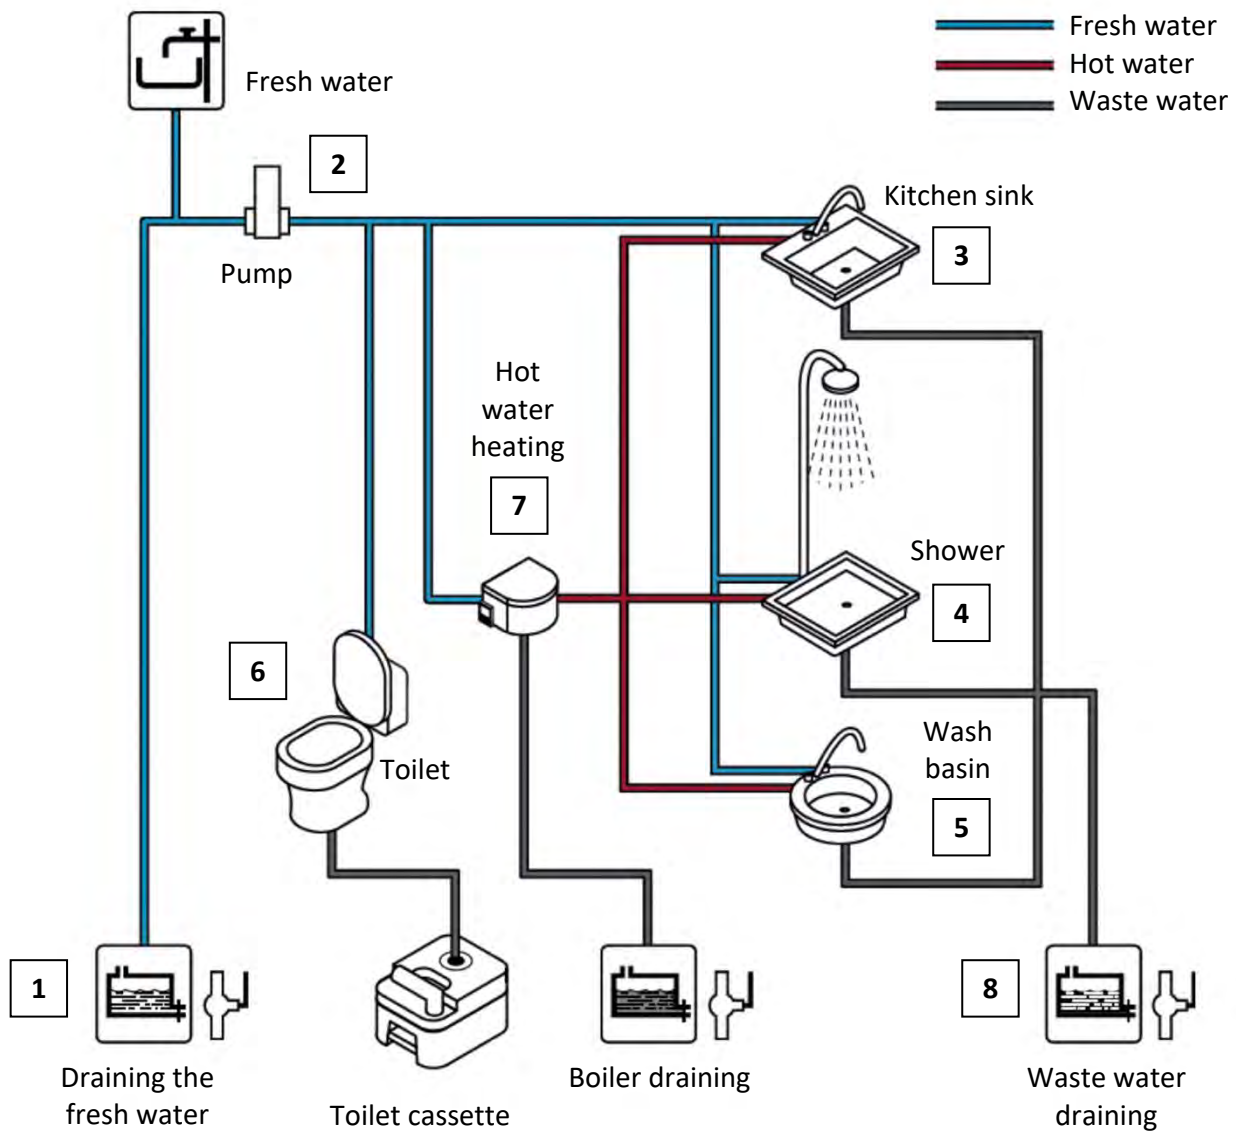 Fresh water
Hot water
Waste water
Fresh water
2
Pump
Kitchen sink
3
Hot
water
heating
7
Shower
4
6
Toilet
Wash
basin
5
1
8
Draining the
fresh water
Toilet cassette
Boiler draining
Waste water
draining